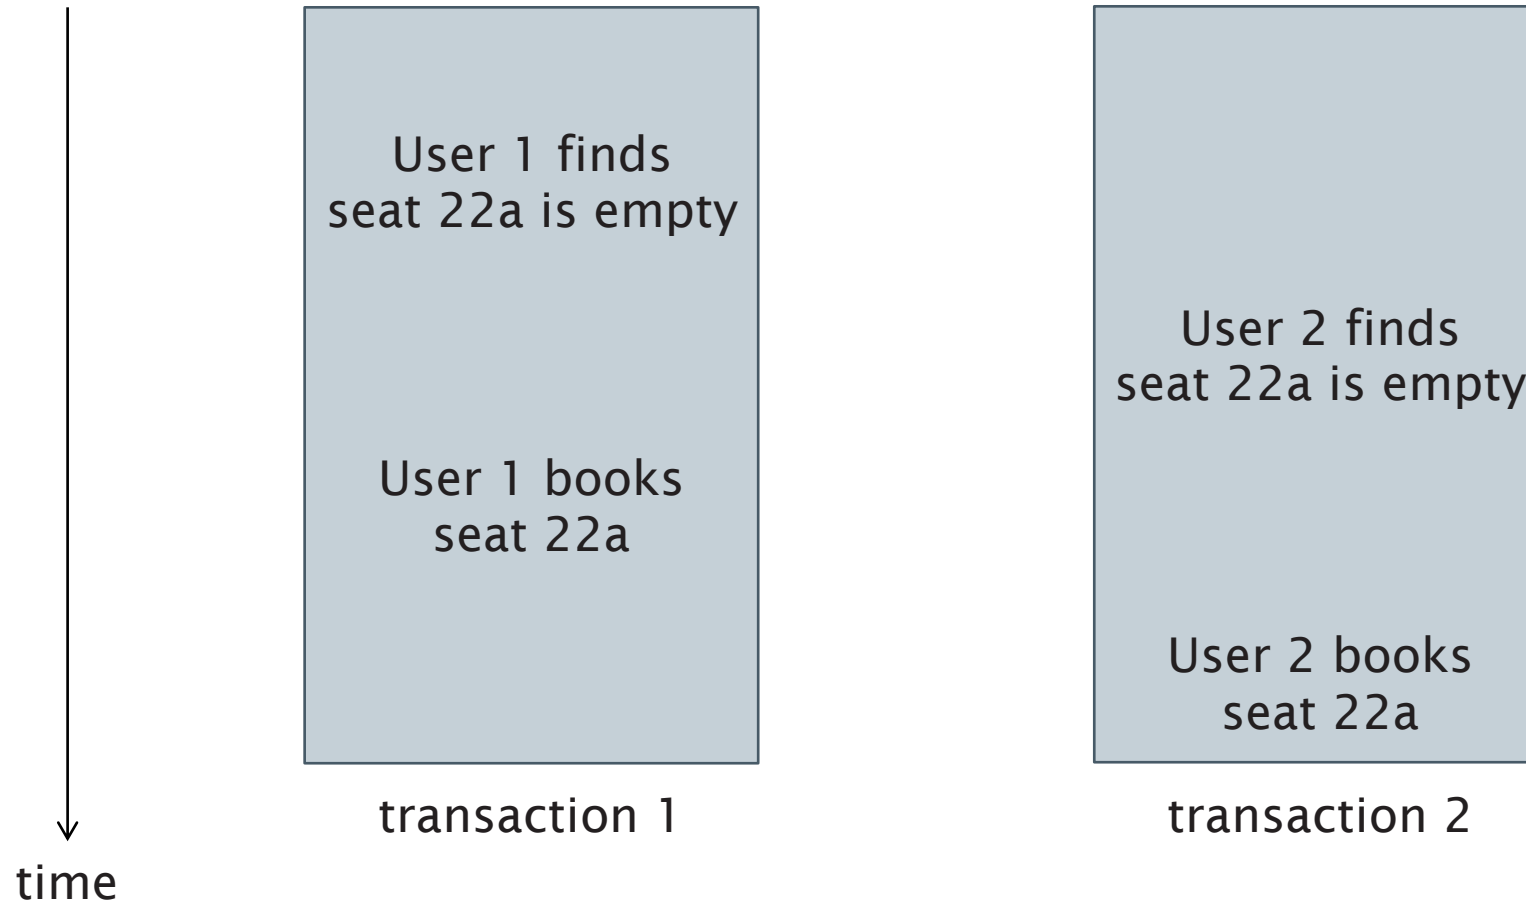 User 1 finds
seat 22a is empty
User 2 finds
seat 22a is empty
User 1 books
seat 22a
User 2 books
seat 22a
transaction 1
transaction 2
time